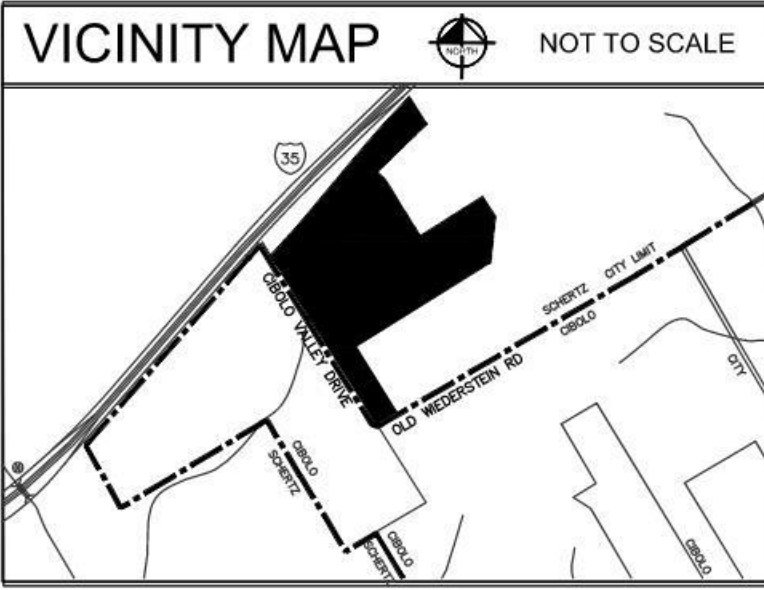 VICINITY MAP
NORTH
NOT TO SCALE
35
CIBOLO VALLEY DRIVE
SCHERTZ CITY LIMIT
CIBOLO
OLD WIEDERSTEIN RD
CITY
CIBOLO
SCHERTZ
CIBOLO
SCHERT
CIBOLO